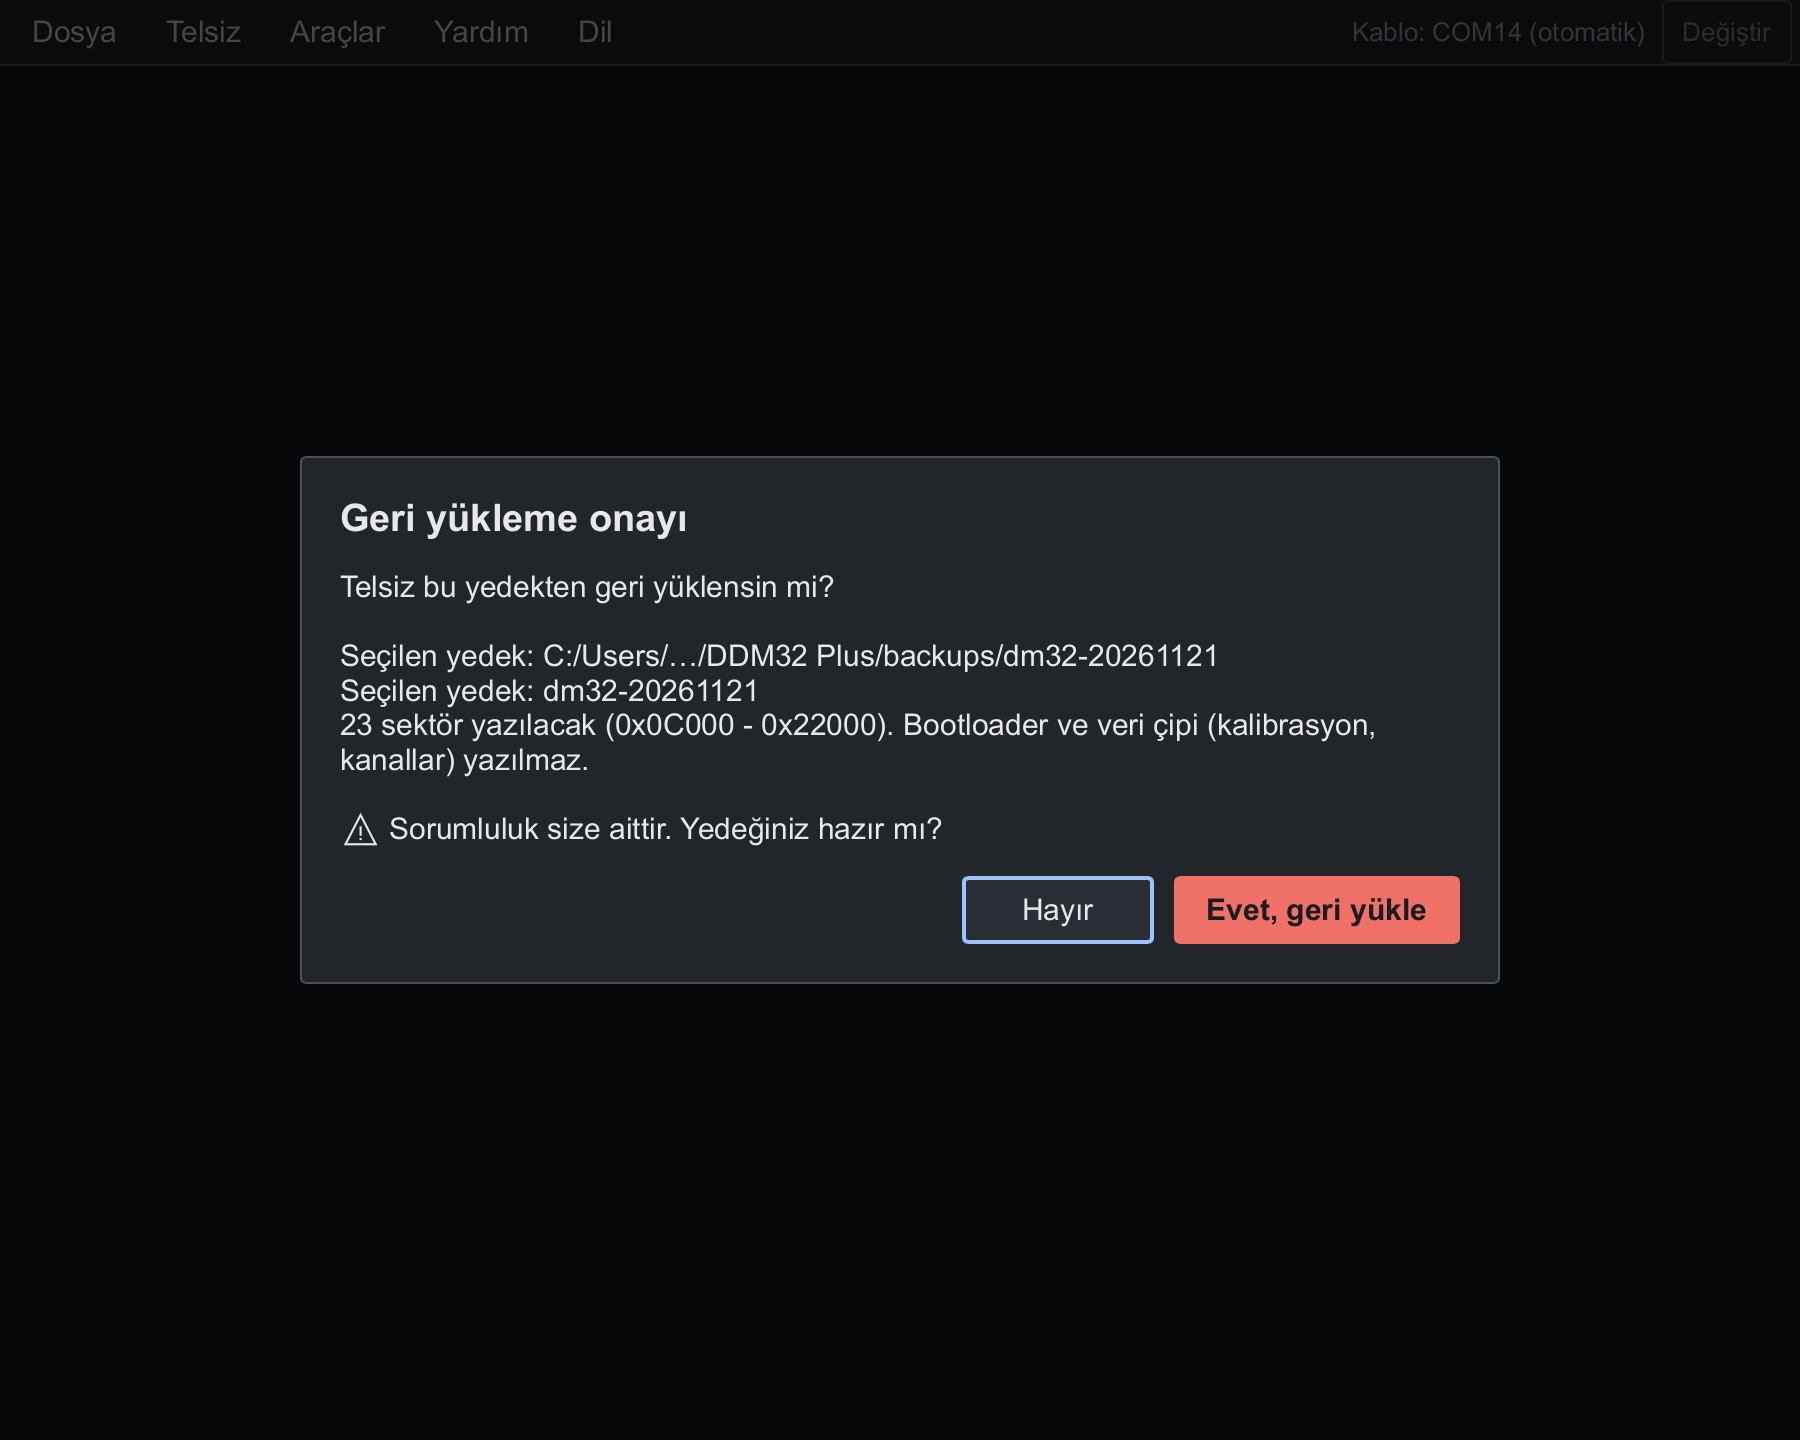 Dosya Telsiz Araçlar Yardım Dil Kablo: COM14 (otomatik) Değiştir
Geri yükleme onayı
Telsiz bu yedekten geri yüklensin mi?
Seçilen yedek: C:/Users/…/DDM32 Plus/backups/dm32-20261121
Seçilen yedek: dm32-20261121
23 sektör yazılacak (0x0C000 - 0x22000). Bootloader ve veri çipi (kalibrasyon,
kanallar) yazılmaz.
⚠ Sorumluluk size aittir. Yedeğiniz hazır mı?
Hayır Evet, geri yükle